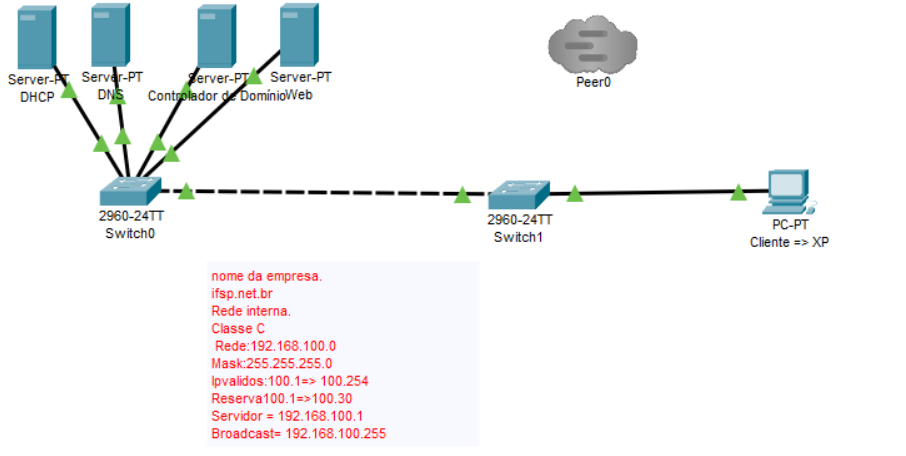 Server-PT
DHCP
Server-PT
DNS
Server-PT
Controlador de Domínio
Server-PT
Web
Peer0
2960-24TT
Switch0
2960-24TT
Switch1
PC-PT
Cliente => XP
nome da empresa.
ifsp.net.br
Rede interna.
Classe C
Rede:192.168.100.0
Mask:255.255.255.0
Ipvalidos:100.1=> 100.254
Reserva100.1=>100.30
Servidor = 192.168.100.1
Broadcast= 192.168.100.255